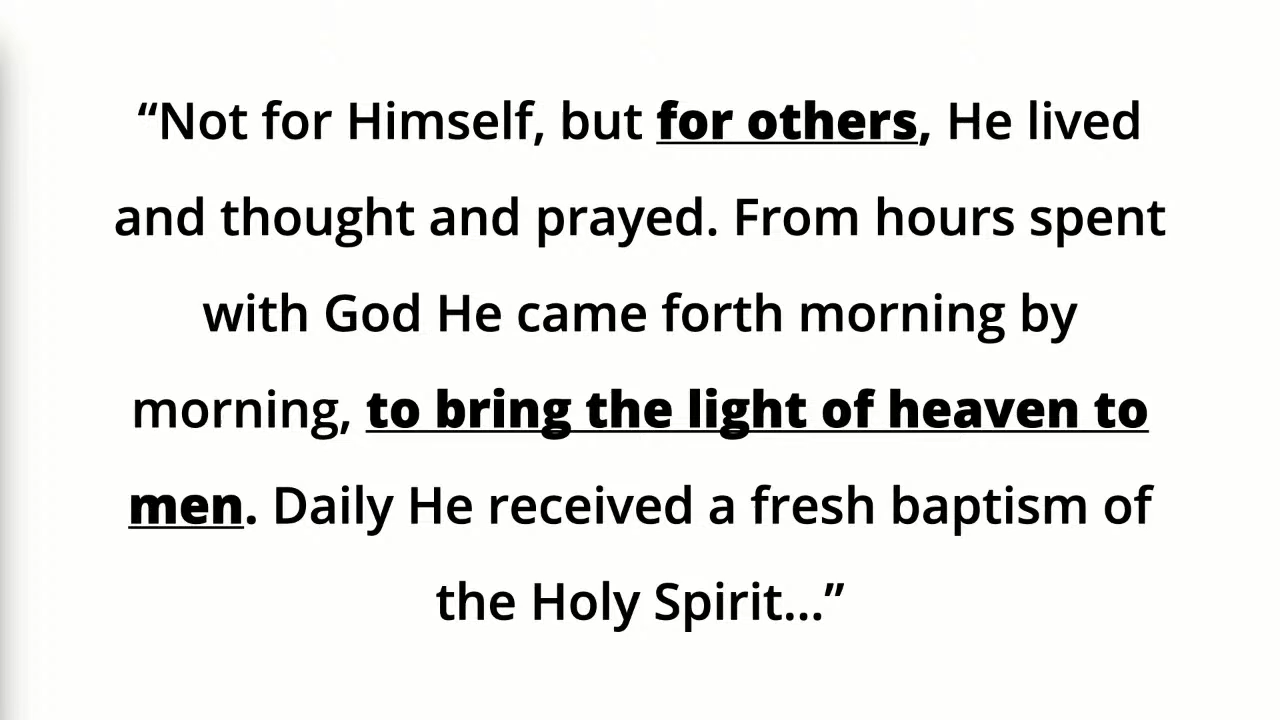 “Not for Himself, but for others, He lived
and thought and prayed. From hours spent
with God He came forth morning by
morning, to bring the light of heaven to
men. Daily He received a fresh baptism of
the Holy Spirit...”